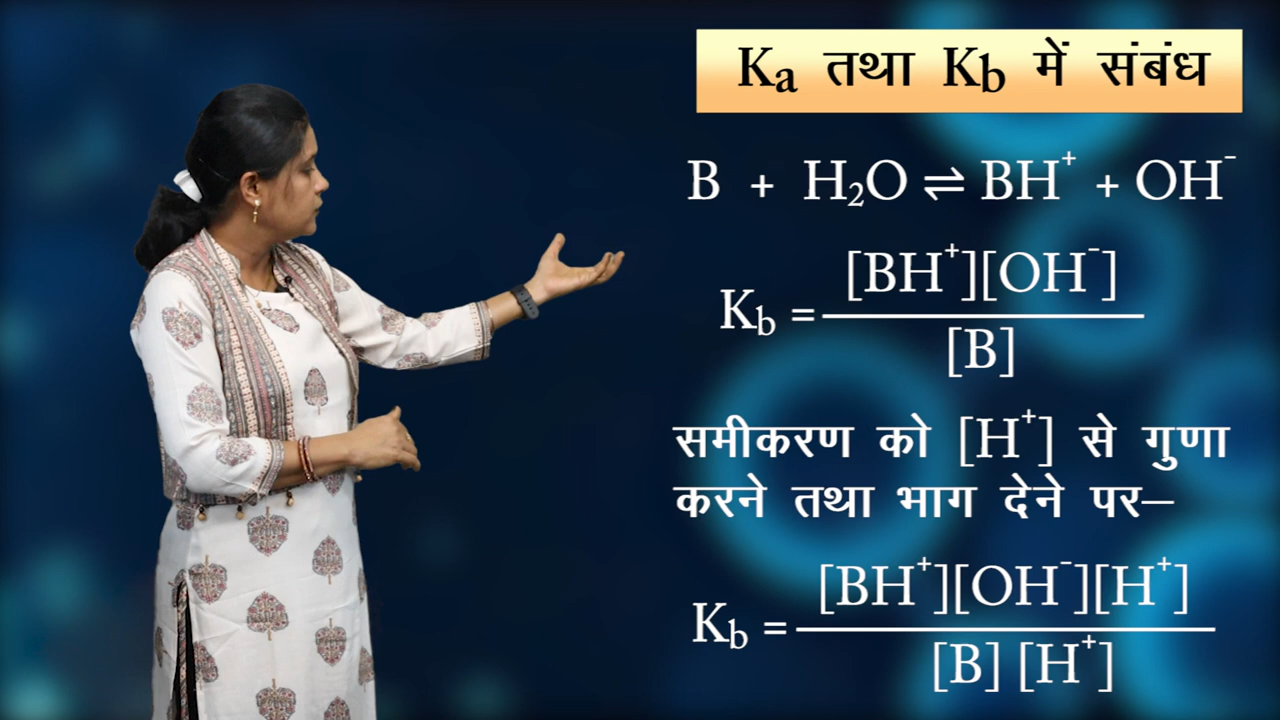 Ka तथा Kb में संबंध
B + H₂O ⇌ BH⁺ + OH⁻
[BH⁺][OH⁻]
Kb =
[B]
समीकरण को [H⁺] से गुणा
करने तथा भाग देने पर—
[BH⁺][OH⁻][H⁺]
Kb =
[B] [H⁺]